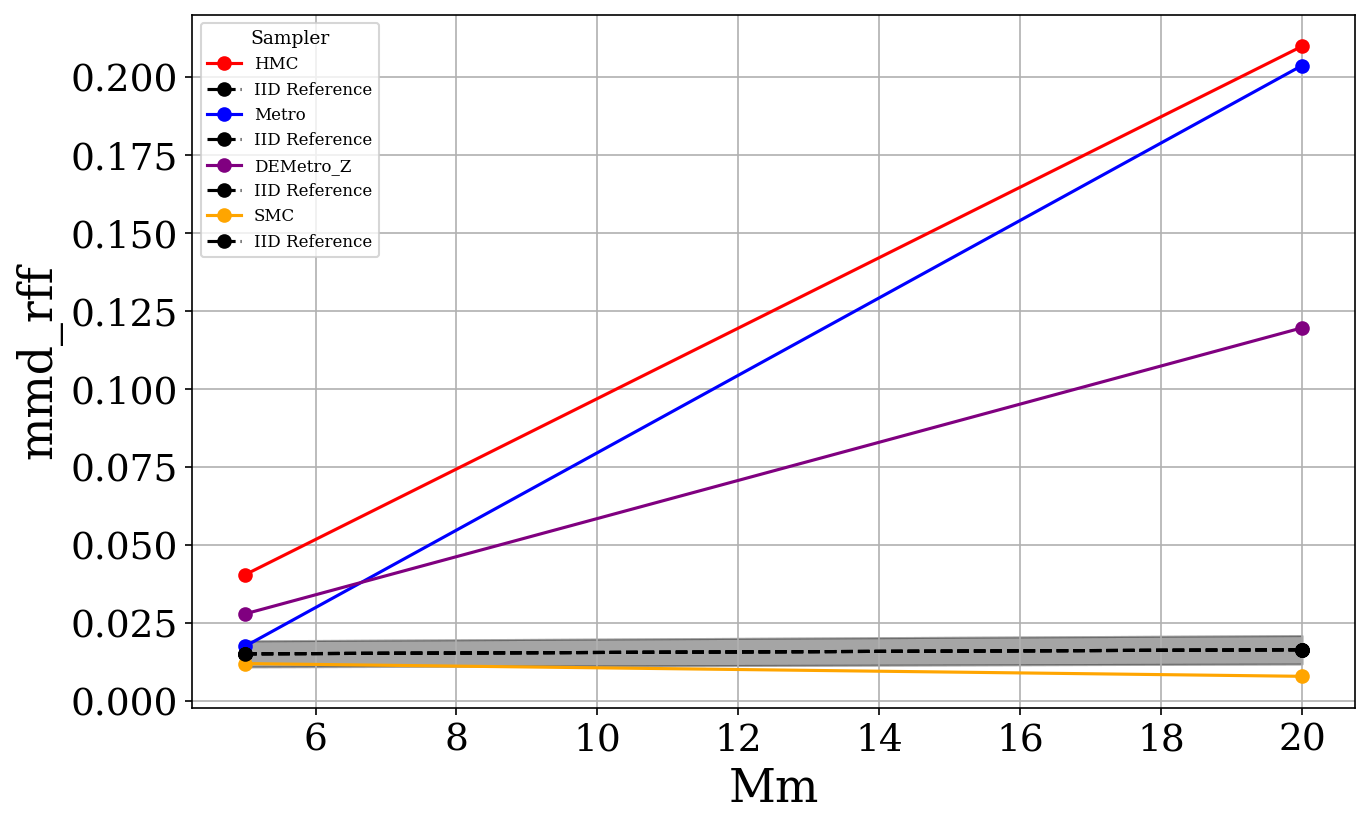 Sampler
HMC
IID Reference
Metro
IID Reference
DEMetro_Z
IID Reference
SMC
IID Reference
mmd_rff
0.200
0.175
0.150
0.125
0.100
0.075
0.050
0.025
0.000
6 8 10 12 14 16 18 20
Mm